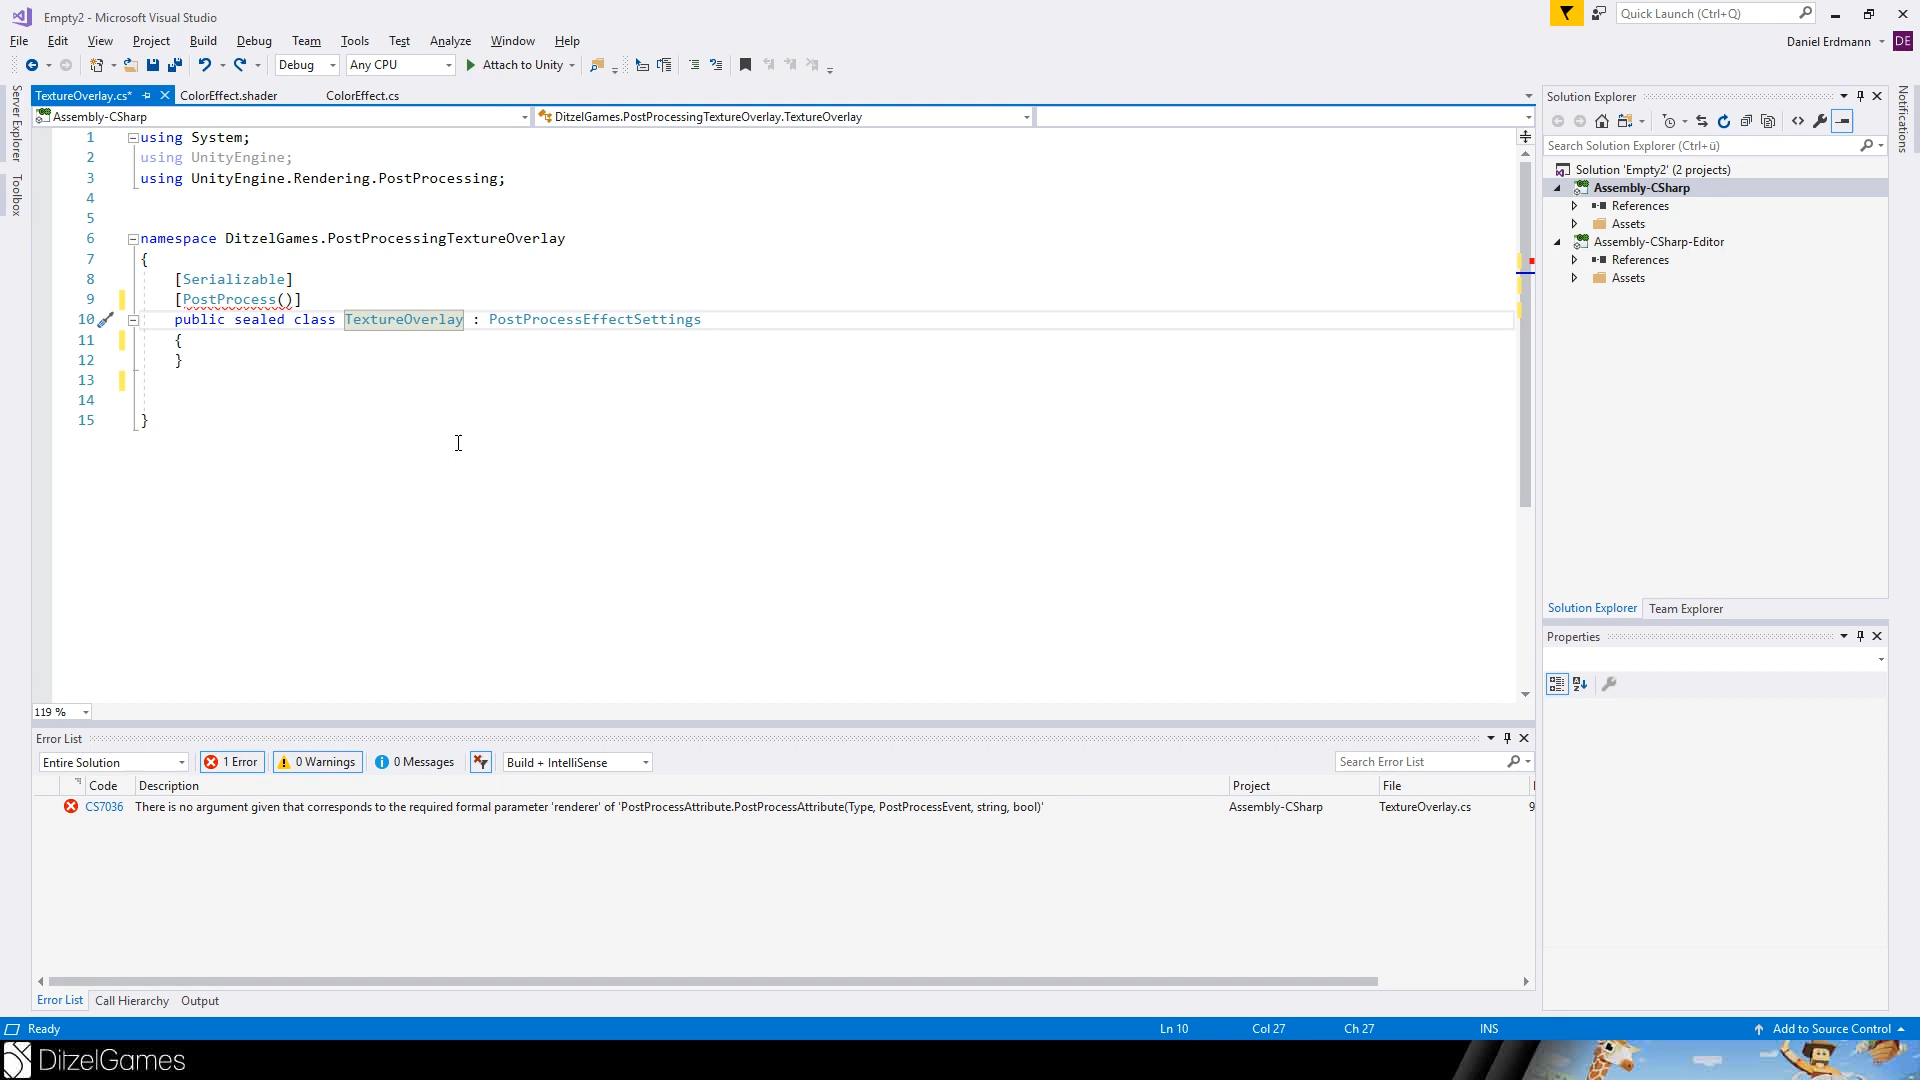 Empty2 - Microsoft Visual Studio
Quick Launch (Ctrl+Q)
File Edit View Project Build Debug Team Tools Test Analyze Window Help
Daniel Erdmann DE
Debug Any CPU Attach to Unity
TextureOverlay.cs* ColorEffect.shader ColorEffect.cs
Assembly-CSharp DitzelGames.PostProcessingTextureOverlay.TextureOverlay
Server Explorer
Toolbox
1 using System;
2 using UnityEngine;
3 using UnityEngine.Rendering.PostProcessing;
4
5
6 namespace DitzelGames.PostProcessingTextureOverlay
7 {
8 [Serializable]
9 [PostProcess()]
10 public sealed class TextureOverlay : PostProcessEffectSettings
11 {
12 }
13
14
15 }
119 %
Solution Explorer
Search Solution Explorer (Ctrl+ü)
Solution 'Empty2' (2 projects)
Assembly-CSharp
References
Assets
Assembly-CSharp-Editor
References
Assets
Solution Explorer Team Explorer
Properties
Notifications
Error List
Entire Solution 1 Error 0 Warnings 0 Messages Build + IntelliSense Search Error List
Code Description Project File
CS7036 There is no argument given that corresponds to the required formal parameter 'renderer' of 'PostProcessAttribute.PostProcessAttribute(Type, PostProcessEvent, string, bool)' Assembly-CSharp TextureOverlay.cs 9
Error List Call Hierarchy Output
Ready Ln 10 Col 27 Ch 27 INS Add to Source Control
DitzelGames